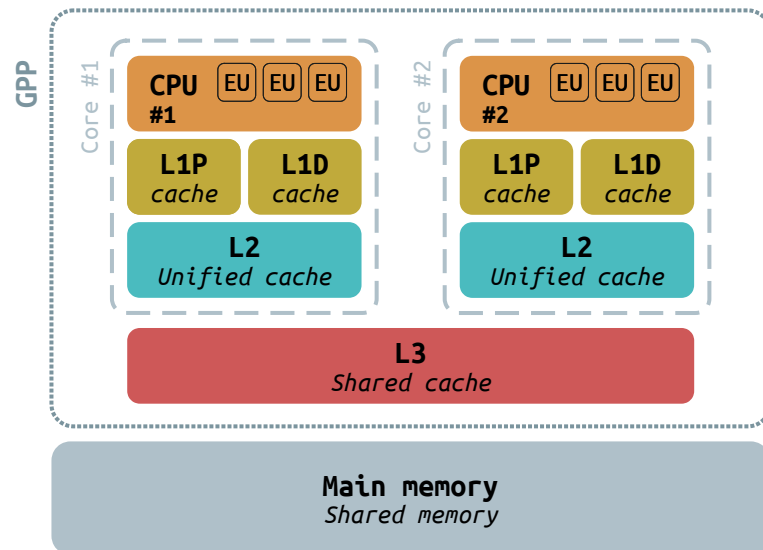 GPP
Core #1
CPU EU EU EU
#1
L1P L1D
cache cache
L2
Unified cache
Core #2
CPU EU EU EU
#2
L1P L1D
cache cache
L2
Unified cache
L3
Shared cache
Main memory
Shared memory